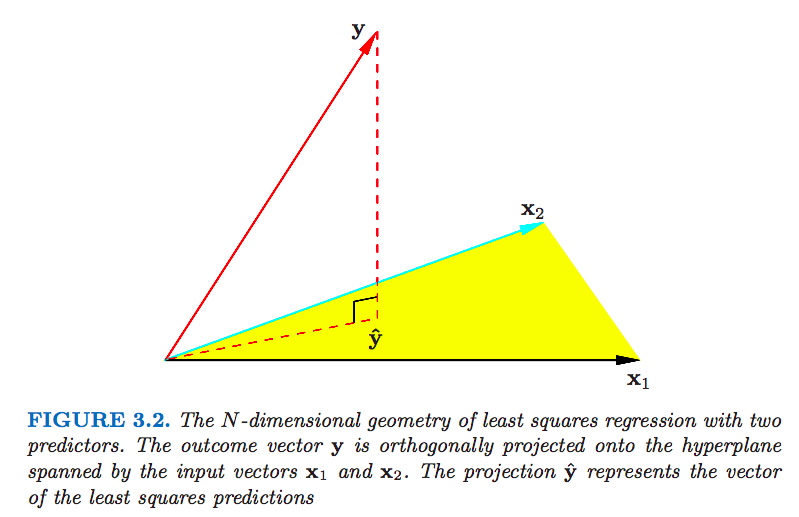 y
x₂
ŷ
x₁
FIGURE 3.2. The N-dimensional geometry of least squares regression with two
predictors. The outcome vector y is orthogonally projected onto the hyperplane
spanned by the input vectors x₁ and x₂. The projection ŷ represents the vector
of the least squares predictions